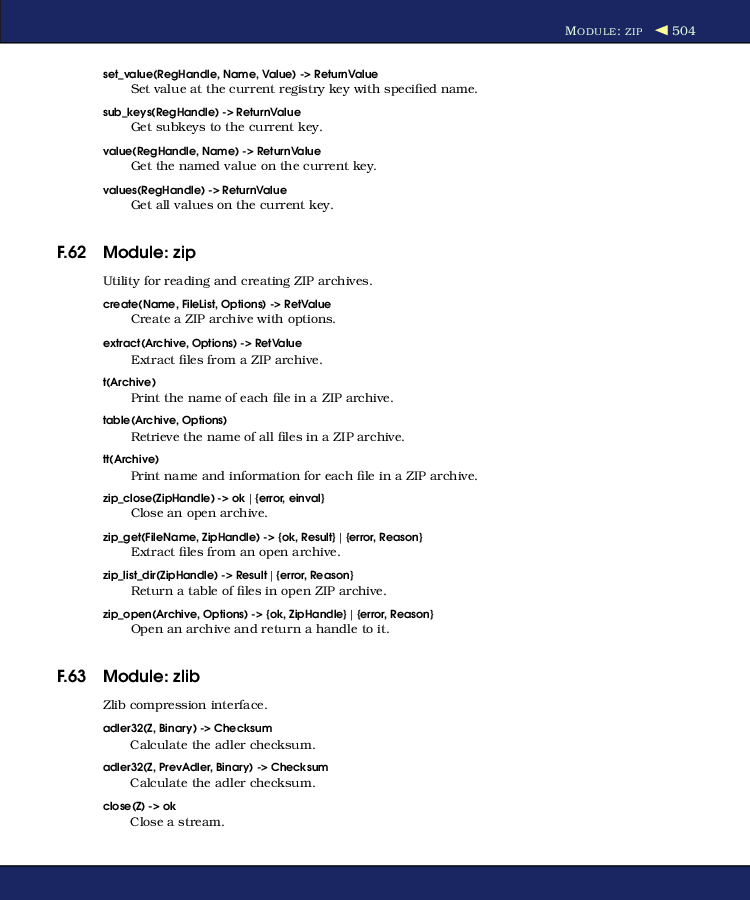 MODULE: ZIP ◀ 504
set_value(RegHandle, Name, Value) -> ReturnValue
Set value at the current registry key with specified name.
sub_keys(RegHandle) -> ReturnValue
Get subkeys to the current key.
value(RegHandle, Name) -> ReturnValue
Get the named value on the current key.
values(RegHandle) -> ReturnValue
Get all values on the current key.
F.62 Module: zip
Utility for reading and creating ZIP archives.
create(Name, FileList, Options) -> RetValue
Create a ZIP archive with options.
extract(Archive, Options) -> RetValue
Extract files from a ZIP archive.
t(Archive)
Print the name of each file in a ZIP archive.
table(Archive, Options)
Retrieve the name of all files in a ZIP archive.
tt(Archive)
Print name and information for each file in a ZIP archive.
zip_close(ZipHandle) -> ok | {error, einval}
Close an open archive.
zip_get(FileName, ZipHandle) -> {ok, Result} | {error, Reason}
Extract files from an open archive.
zip_list_dir(ZipHandle) -> Result | {error, Reason}
Return a table of files in open ZIP archive.
zip_open(Archive, Options) -> {ok, ZipHandle} | {error, Reason}
Open an archive and return a handle to it.
F.63 Module: zlib
Zlib compression interface.
adler32(Z, Binary) -> Checksum
Calculate the adler checksum.
adler32(Z, PrevAdler, Binary) -> Checksum
Calculate the adler checksum.
close(Z) -> ok
Close a stream.